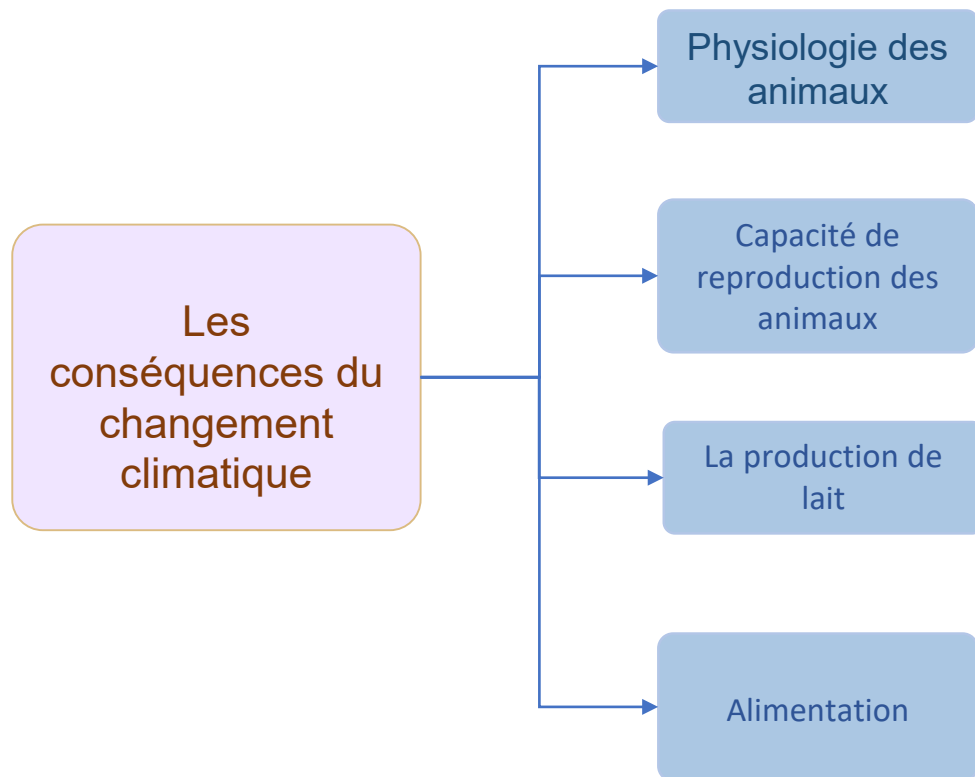 Les
conséquences du
changement
climatique
Physiologie des
animaux
Capacité de
reproduction des
animaux
La production de
lait
Alimentation